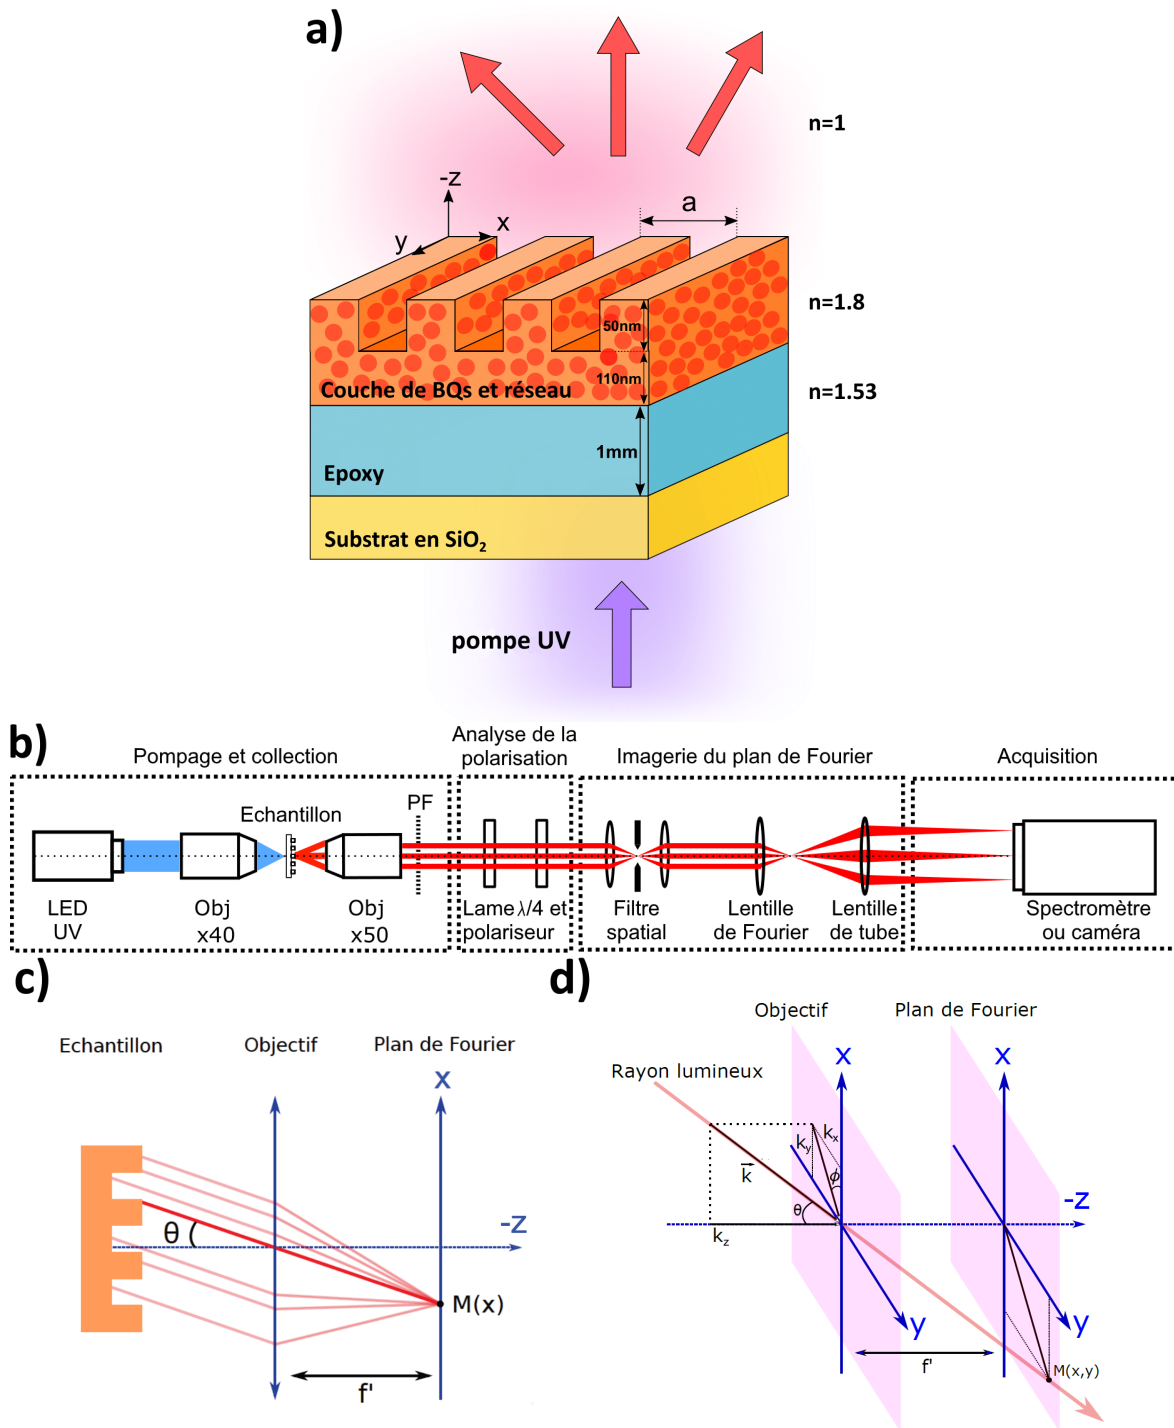 a)
n=1
-z
x
y
a
n=1.8
50nm
110nm
Couche de BQs et réseau
n=1.53
1mm
Epoxy
Substrat en SiO₂
pompe UV
b)
Pompage et collection
Analyse de la
polarisation
Imagerie du plan de Fourier
Acquisition
Echantillon
PF
LED
UV
Obj
x40
Obj
x50
Lame λ/4 et
polariseur
Filtre
spatial
Lentille
de Fourier
Lentille
de tube
Spectromètre
ou caméra
c)
Echantillon
Objectif
Plan de Fourier
x
θ
-z
M(x)
f'
d)
Objectif
Plan de Fourier
Rayon lumineux
x
x
k_y
k_x
k⃗
ϕ
θ
k_z
-z
y
y
f'
M(x,y)